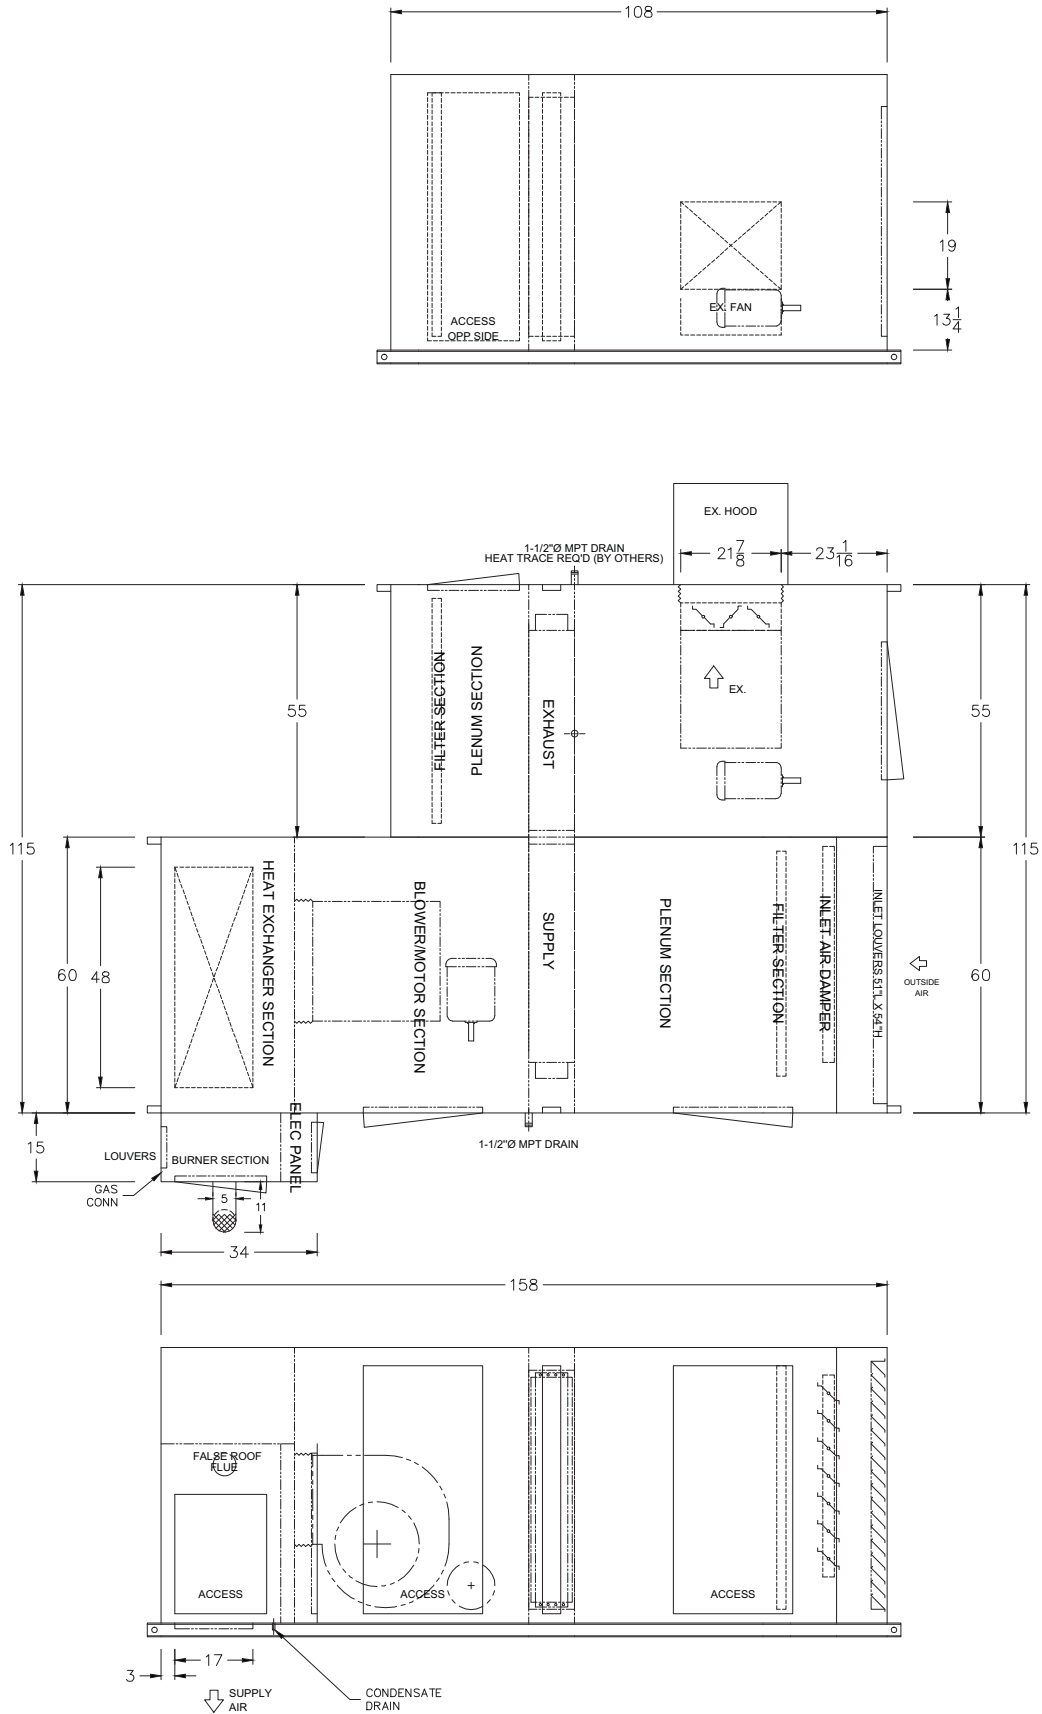 108
19
13 1/4
EX. FAN
ACCESS
OPP SIDE
EX. HOOD
1-1/2"Ø MPT DRAIN
HEAT TRACE REQ'D (BY OTHERS)
21 7/8
23 1/16
FILTER SECTION
PLENUM SECTION
EXHAUST
EX.
55
55
115
115
60
48
HEAT EXCHANGER SECTION
BLOWER/MOTOR SECTION
SUPPLY
PLENUM SECTION
FILTER SECTION
INLET AIR DAMPER
INLET LOUVERS 51"L X 54"H
OUTSIDE
AIR
60
15
LOUVERS
BURNER SECTION
ELEC PANEL
1-1/2"Ø MPT DRAIN
GAS
CONN
5
11
34
158
FALSE ROOF
FLUE
ACCESS
ACCESS
ACCESS
3
17
SUPPLY
AIR
CONDENSATE
DRAIN